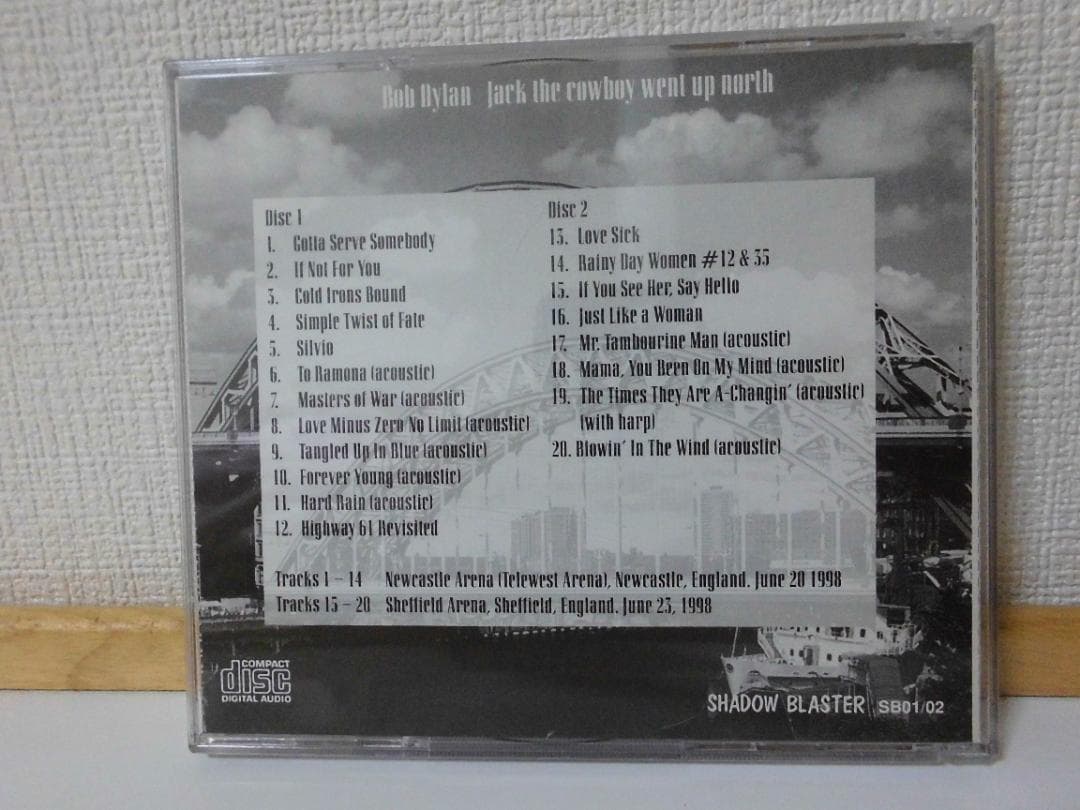 Bob Dylan Jack the cowboy went up north
Disc 1
1. Gotta Serve Somebody
2. If Not For You
3. Cold Irons Bound
4. Simple Twist of Fate
5. Silvio
6. To Ramona (acoustic)
7. Masters of War (acoustic)
8. Love Minus Zero No Limit (acoustic)
9. Tangled Up In Blue (acoustic)
10. Forever Young (acoustic)
11. Hard Rain (acoustic)
12. Highway 61 Revisited
Disc 2
13. Love Sick
14. Rainy Day Women #12 & 35
15. If You See Her, Say Hello
16. Just Like a Woman
17. Mr. Tambourine Man (acoustic)
18. Mama, You Been On My Mind (acoustic)
19. The Times They Are A-Changin' (acoustic)
(with harp)
20. Blowin' In The Wind (acoustic)
Tracks 1 – 14 Newcastle Arena (Telewest Arena), Newcastle, England. June 20 1998
Tracks 15 – 20 Sheffield Arena, Sheffield, England. June 23, 1998
COMPACT
disc
DIGITAL AUDIO
SHADOW BLASTER SB01/02